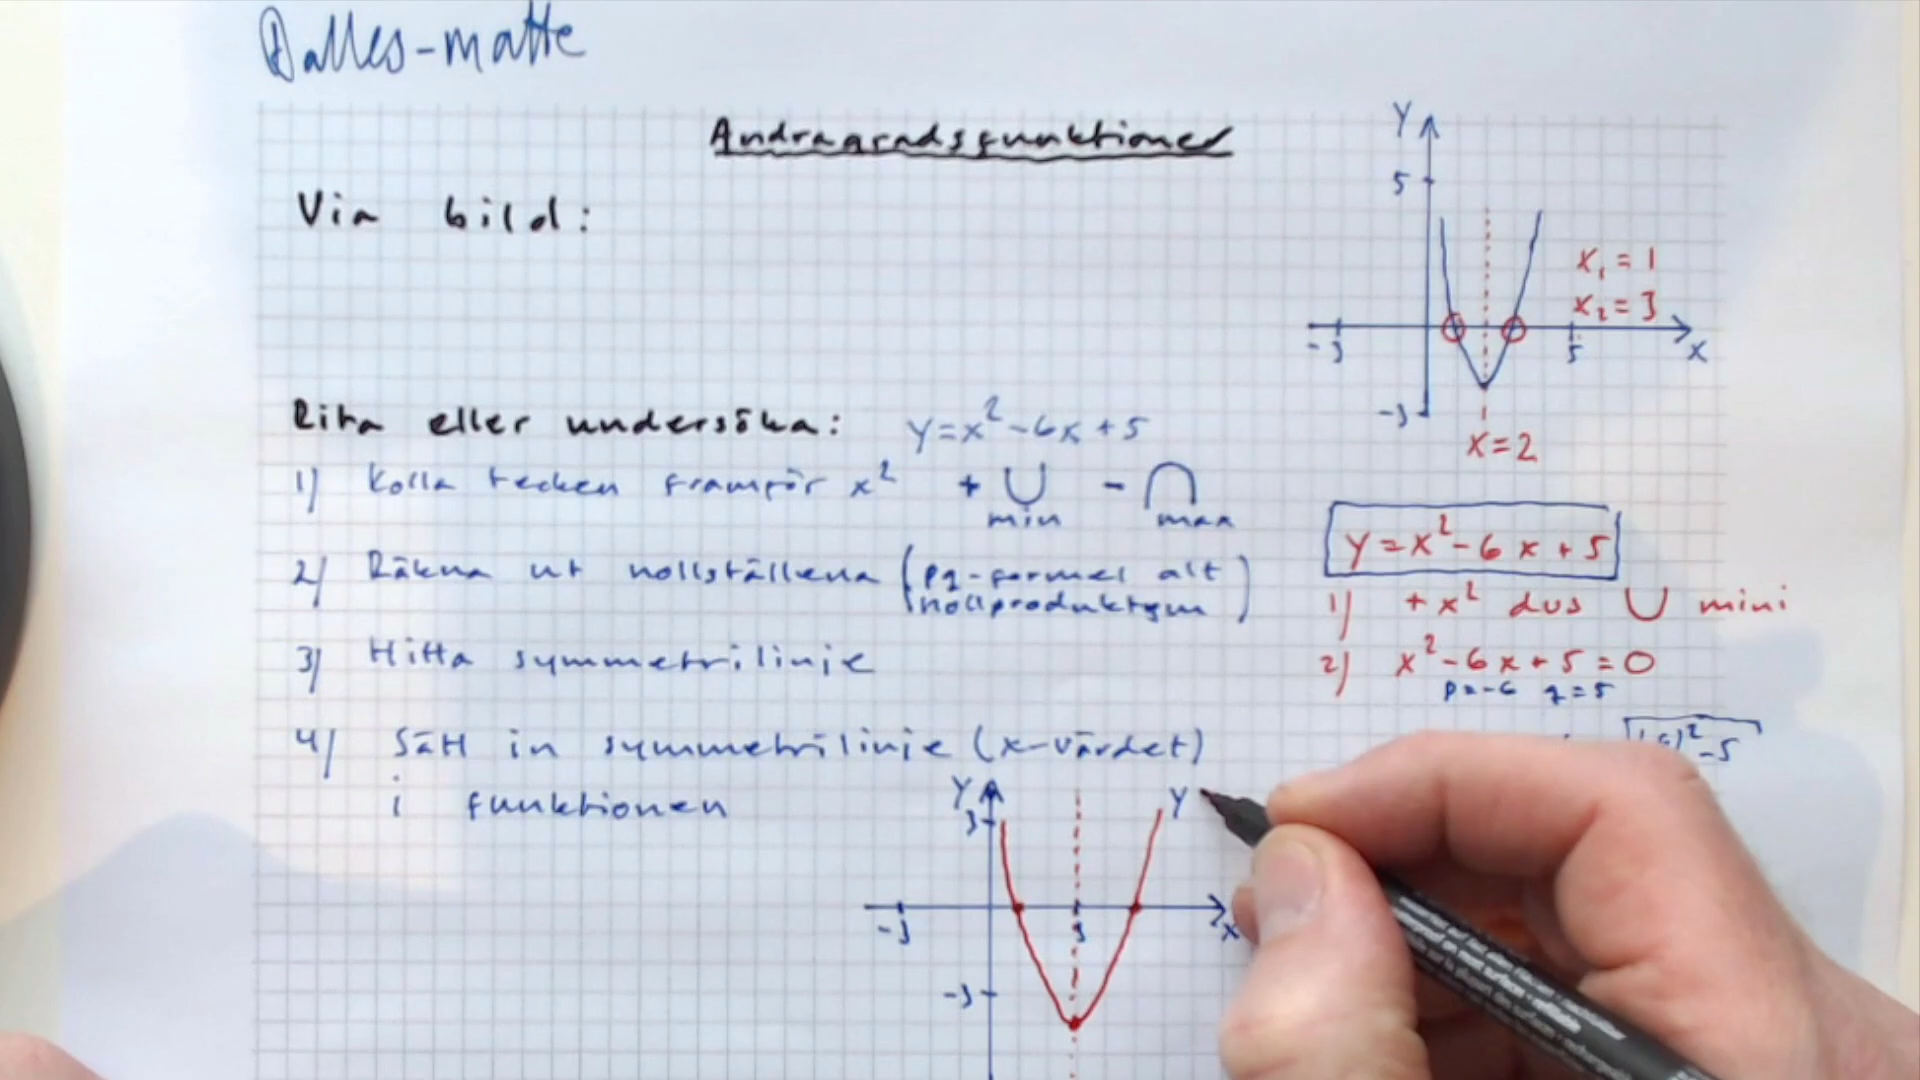 Dalles-matte
Andragradsfunktioner
Via bild:
Y
5
x₁ = 1
x₂ = 3
-3
5
x
-3
x=2
Rita eller undersöka: y=x²-6x+5
1) Kolla tecken framför x² + ∪ - ∩
min max
2) Räkna ut nollställena (pq-formel alt
nollproduktgm)
3) Hitta symmetrilinje
4) Sätt in symmetrilinje (x-värdet)
i funktionen
y=x²-6x+5
1) +x² dvs ∪ mini
2) x²-6x+5=0
p=-6 q=5
²-5
Y
3
Y
-3
3
x
-3